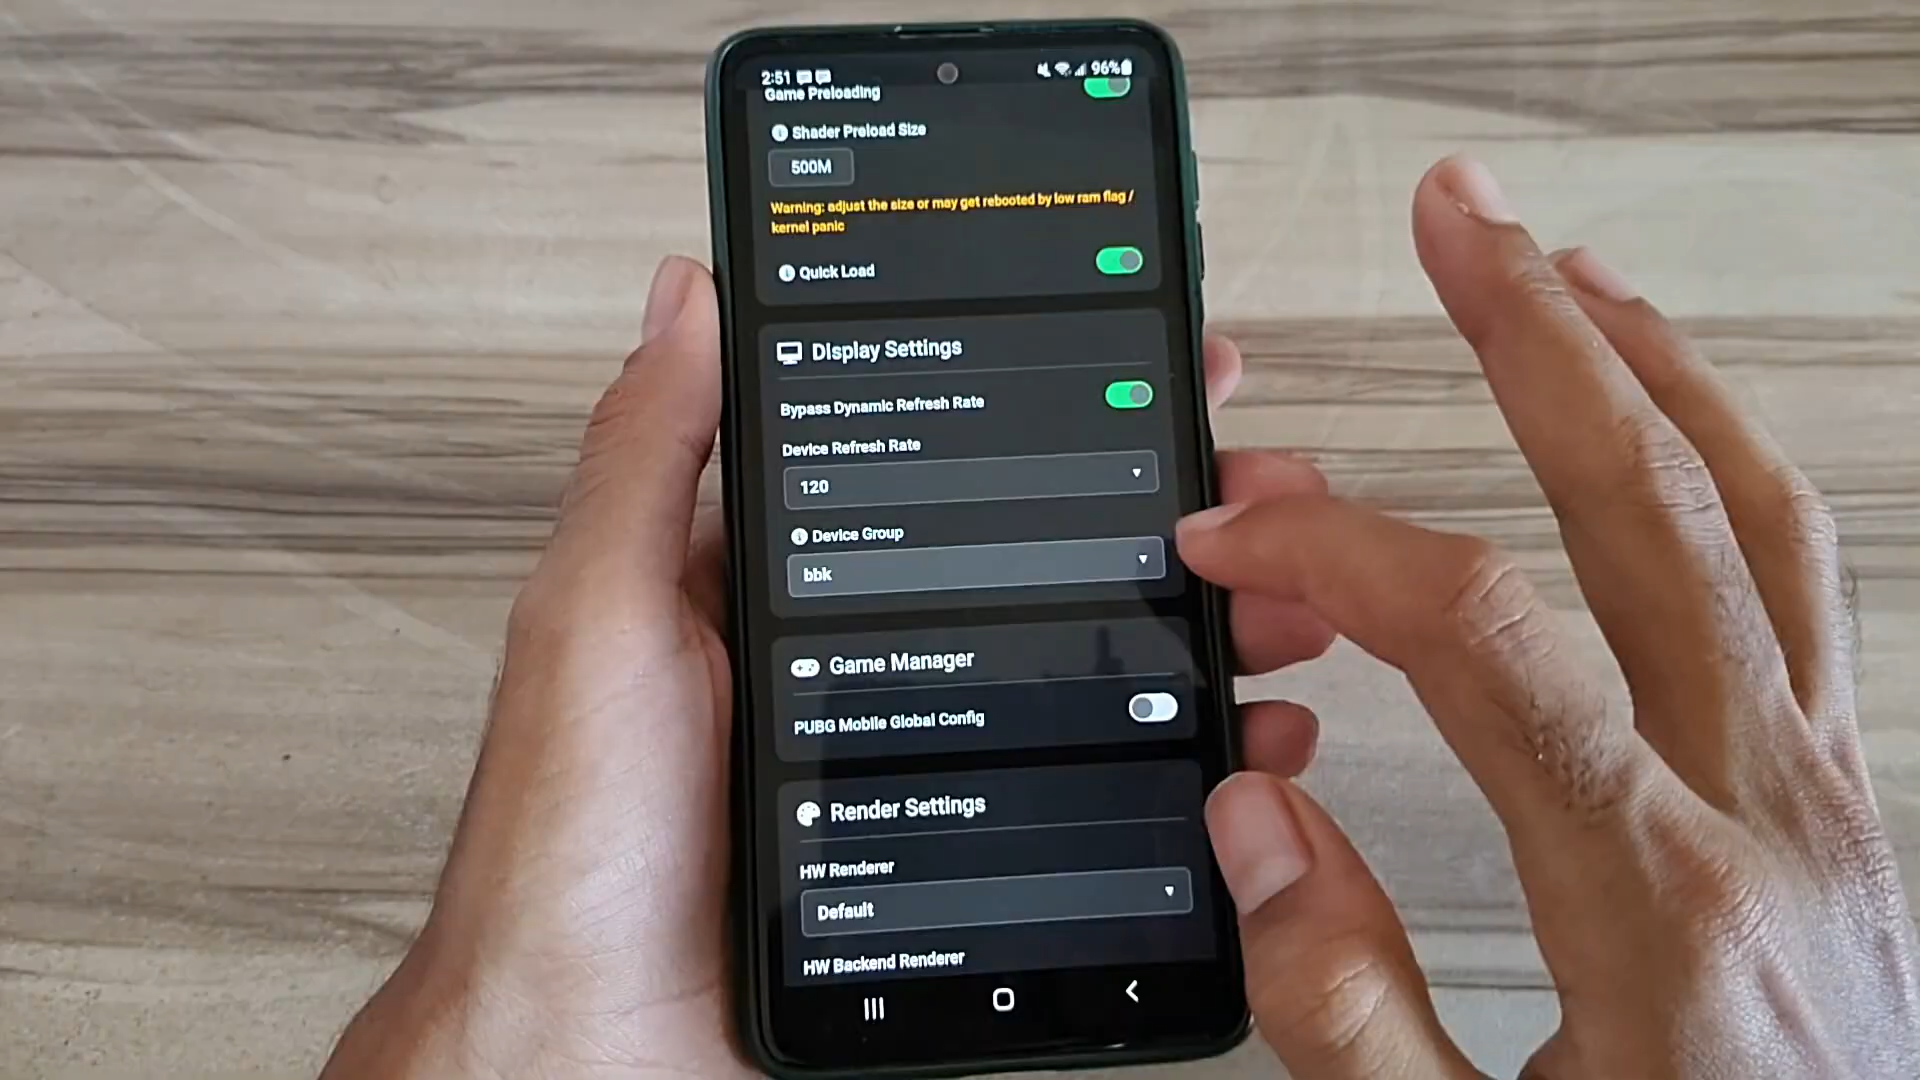 2:51
96%
Game Preloading
Shader Preload Size
500M
Warning: adjust the size or may get rebooted by low ram flag /
kernel panic
Quick Load
Display Settings
Bypass Dynamic Refresh Rate
Device Refresh Rate
120
Device Group
bbk
Game Manager
PUBG Mobile Global Config
Render Settings
HW Renderer
Default
HW Backend Renderer